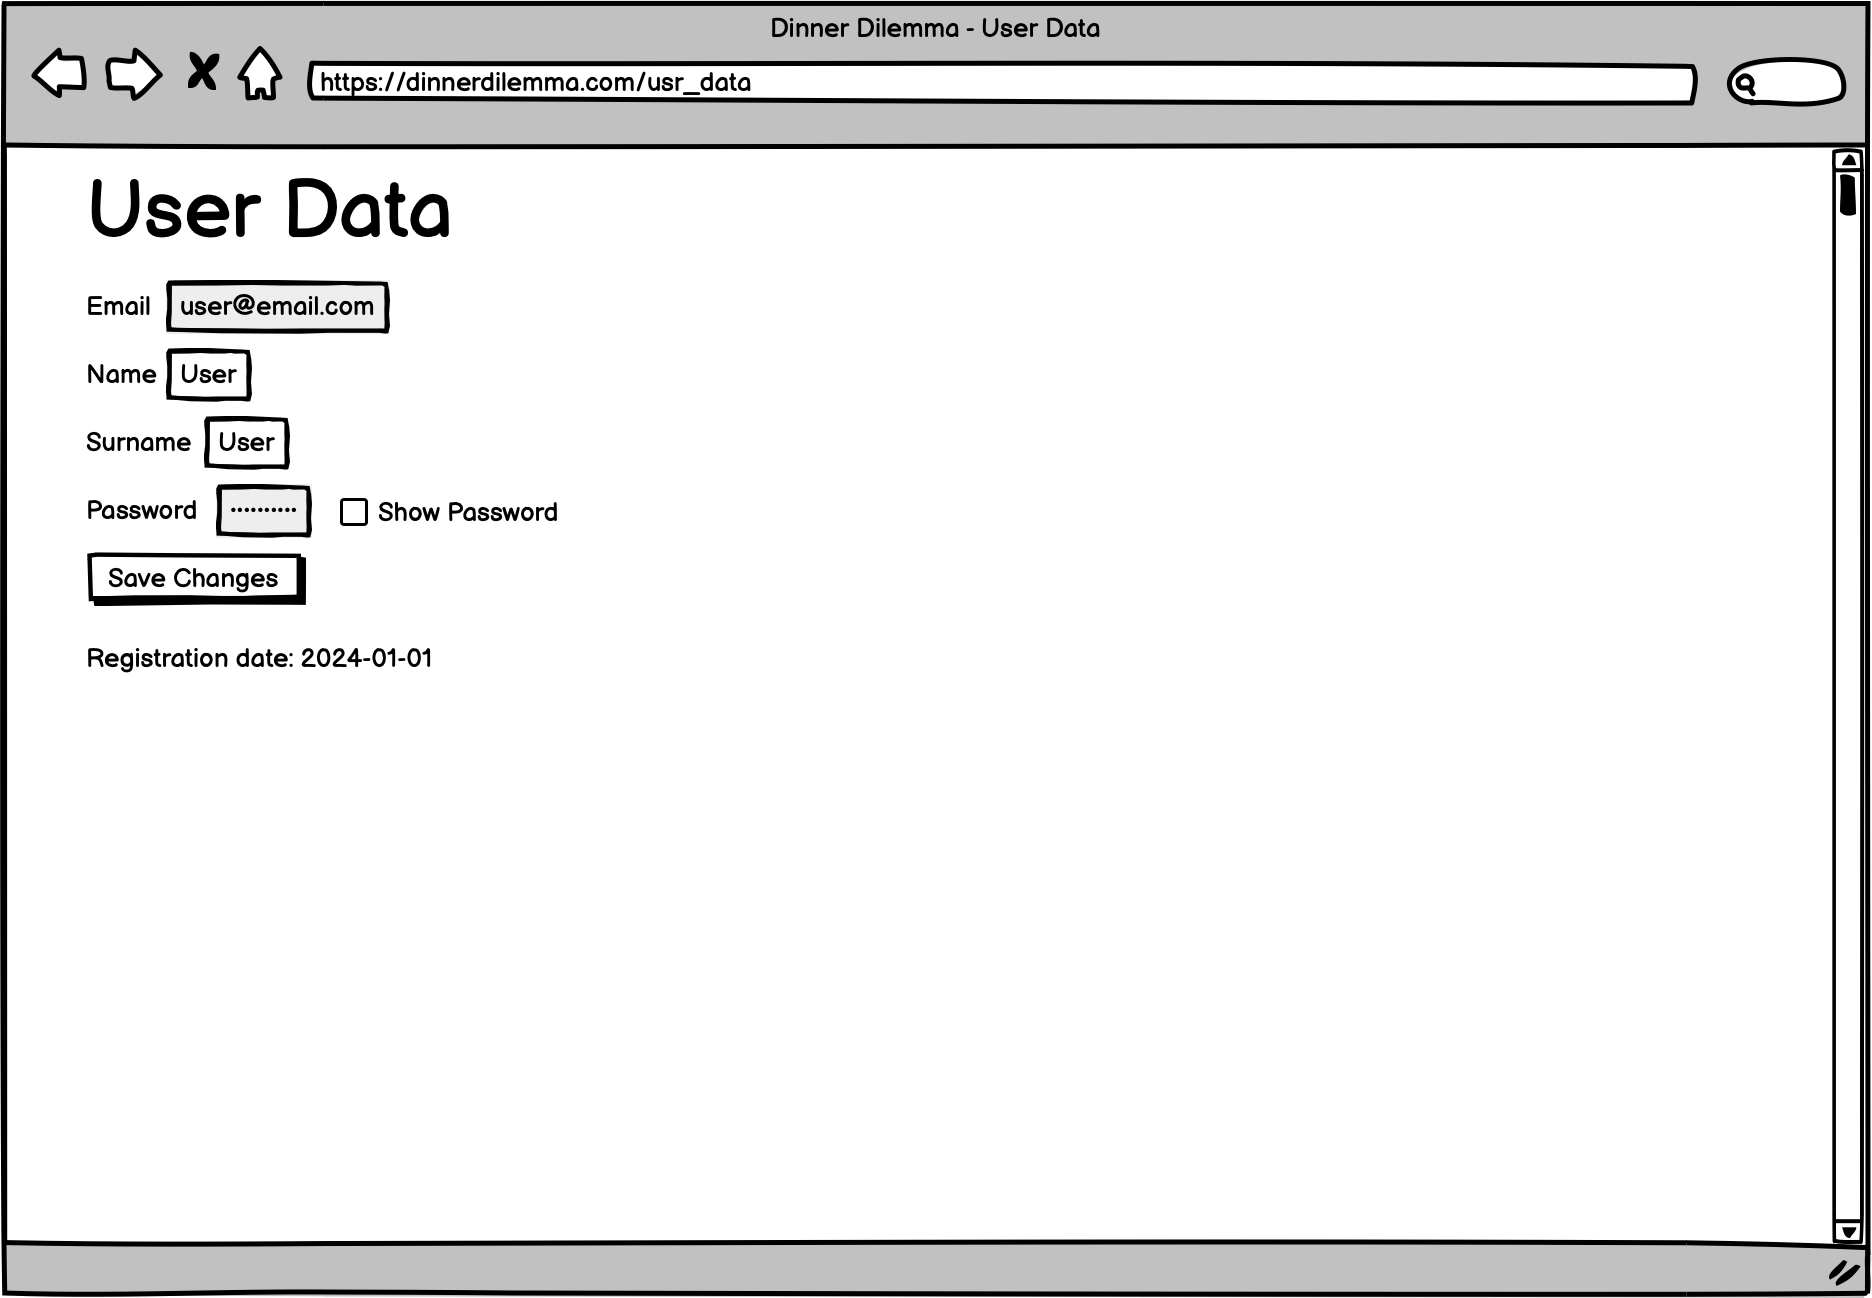 Dinner Dilemma - User Data
https://dinnerdilemma.com/usr_data
User Data
Email user@email.com
Name User
Surname User
Password •••••••••• Show Password
Save Changes
Registration date: 2024-01-01